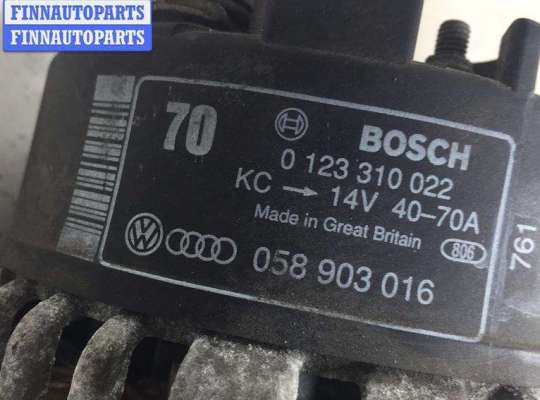 FINNAUTOPARTS
FINNAUTOPARTS
70
BOSCH
0 123 310 022
KC → 14V 40-70A
Made in Great Britain
806
761
VW
058 903 016